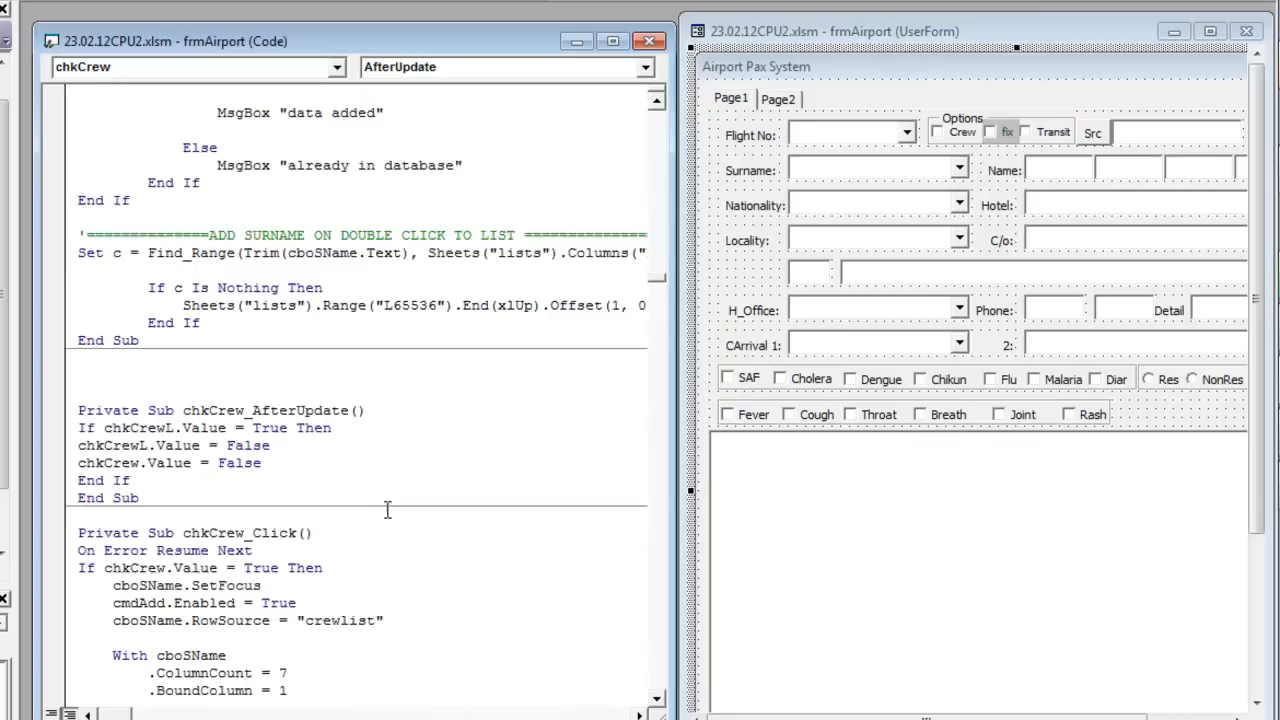 23.02.12CPU2.xlsm - frmAirport (Code)
chkCrew
AfterUpdate
MsgBox "data added"
Else
MsgBox "already in database"
End If
End If
'==============ADD SURNAME ON DOUBLE CLICK TO LIST ==============
Set c = Find_Range(Trim(cboSName.Text), Sheets("lists").Columns("
If c Is Nothing Then
Sheets("lists").Range("L65536").End(xlUp).Offset(1, 0
End If
End Sub
Private Sub chkCrew_AfterUpdate()
If chkCrewL.Value = True Then
chkCrewL.Value = False
chkCrew.Value = False
End If
End Sub
Private Sub chkCrew_Click()
On Error Resume Next
If chkCrew.Value = True Then
cboSName.SetFocus
cmdAdd.Enabled = True
cboSName.RowSource = "crewlist"
With cboSName
.ColumnCount = 7
.BoundColumn = 1
23.02.12CPU2.xlsm - frmAirport (UserForm)
Airport Pax System
Page1 Page2
Options
Flight No: Crew fix Transit Src
Surname: Name:
Nationality: Hotel:
Locality: C/o:
H_Office: Phone: Detail
CArrival 1: 2:
SAF Cholera Dengue Chikun Flu Malaria Diar Res NonRes
Fever Cough Throat Breath Joint Rash